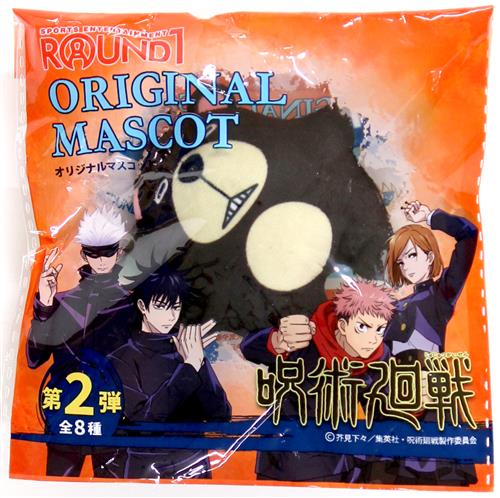 SPORTS ENTERTAINMENT
ROUND1
ORIGINAL
MASCOT
オリジナルマスコ
第2弾
全8種
じゅじゅつかいせん
呪術廻戦
©芥見下々/集英社・呪術廻戦製作委員会